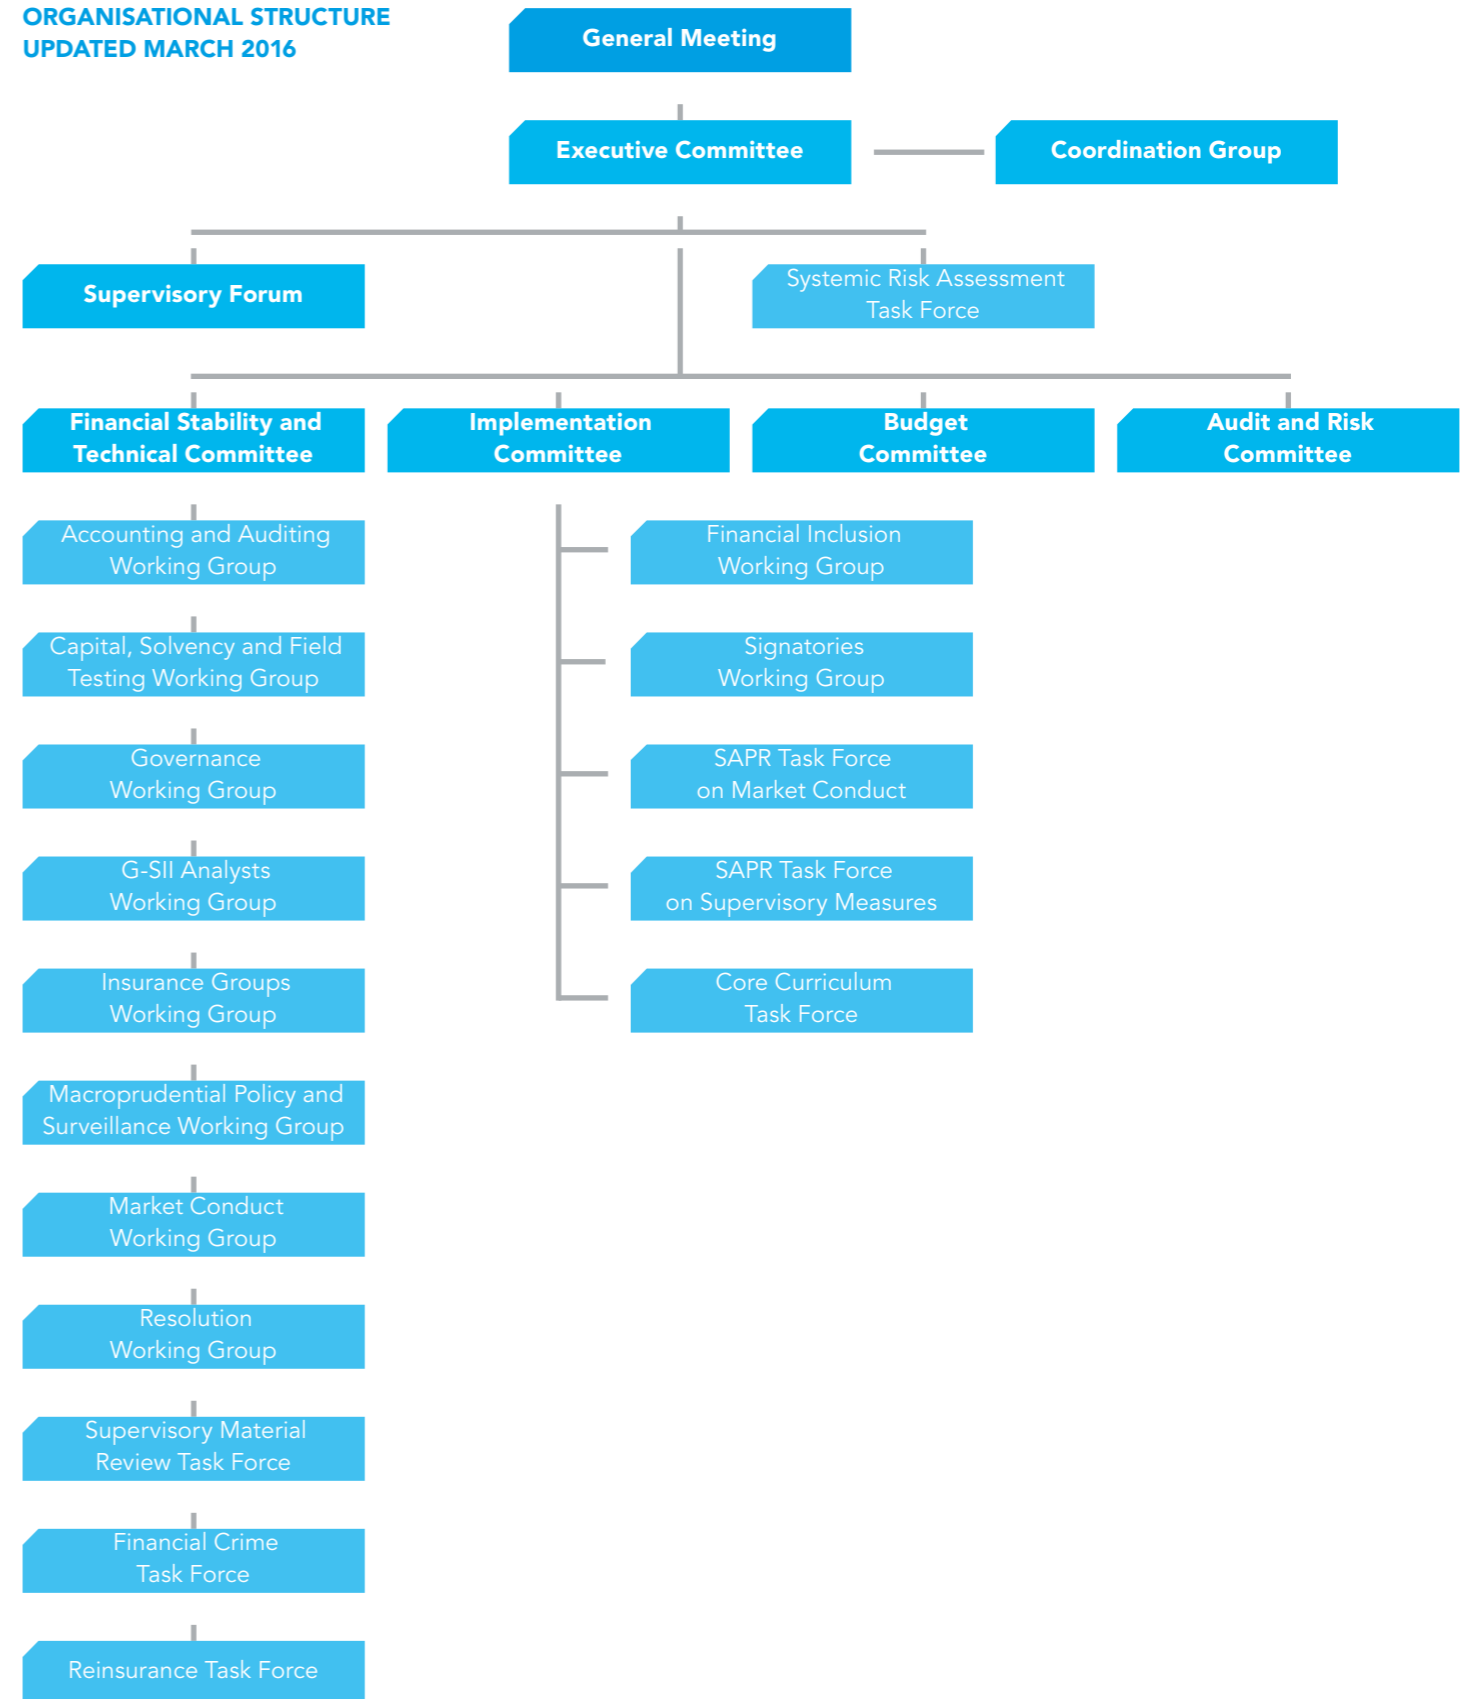 ORGANISATIONAL STRUCTURE
UPDATED MARCH 2016
General Meeting
Executive Committee
Coordination Group
Supervisory Forum
Systemic Risk Assessment
Task Force
Financial Stability and
Technical Committee
Implementation
Committee
Budget
Committee
Audit and Risk
Committee
Accounting and Auditing
Working Group
Capital, Solvency and Field
Testing Working Group
Governance
Working Group
G-SII Analysts
Working Group
Insurance Groups
Working Group
Macroprudential Policy and
Surveillance Working Group
Market Conduct
Working Group
Resolution
Working Group
Supervisory Material
Review Task Force
Financial Crime
Task Force
Reinsurance Task Force
Financial Inclusion
Working Group
Signatories
Working Group
SAPR Task Force
on Market Conduct
SAPR Task Force
on Supervisory Measures
Core Curriculum
Task Force